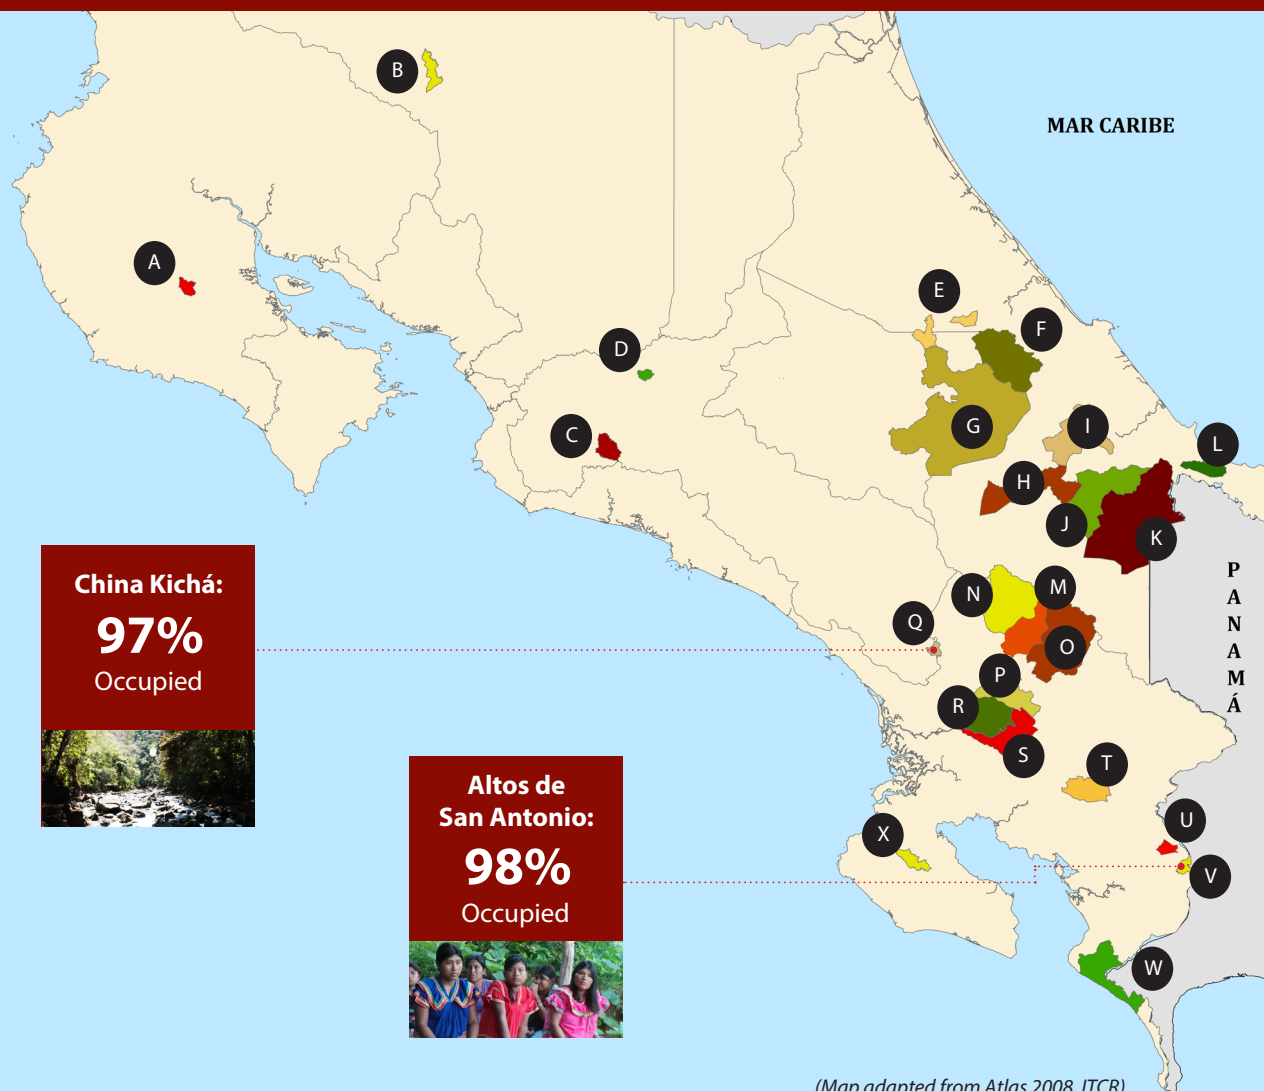 B
MAR CARIBE
A
E
F
D
C
G
I
L
H
J
K
P
A
N
A
M
Á
China Kichá:
97%
Occupied
N
M
Q
O
P
R
S
T
Altos de
San Antonio:
98%
Occupied
X
U
V
W
(Map adapted from Atlas 2008, ITCR)